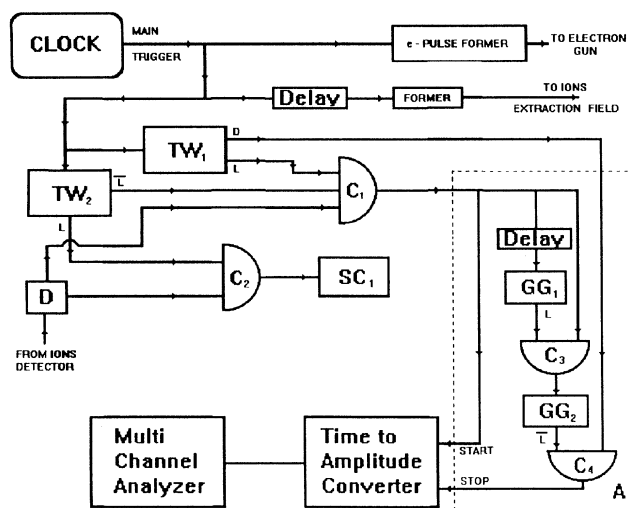 CLOCK
MAIN
TRIGGER
e - PULSE FORMER
TO ELECTRON
GUN
Delay
FORMER
TO IONS
EXTRACTION FIELD
TW₁
D
L
TW₂
L̅
L
C₁
Delay
GG₁
L
C₂
SC₁
D
FROM IONS
DETECTOR
C₃
GG₂
L̅
C₄
A
Multi
Channel
Analyzer
Time to
Amplitude
Converter
START
STOP